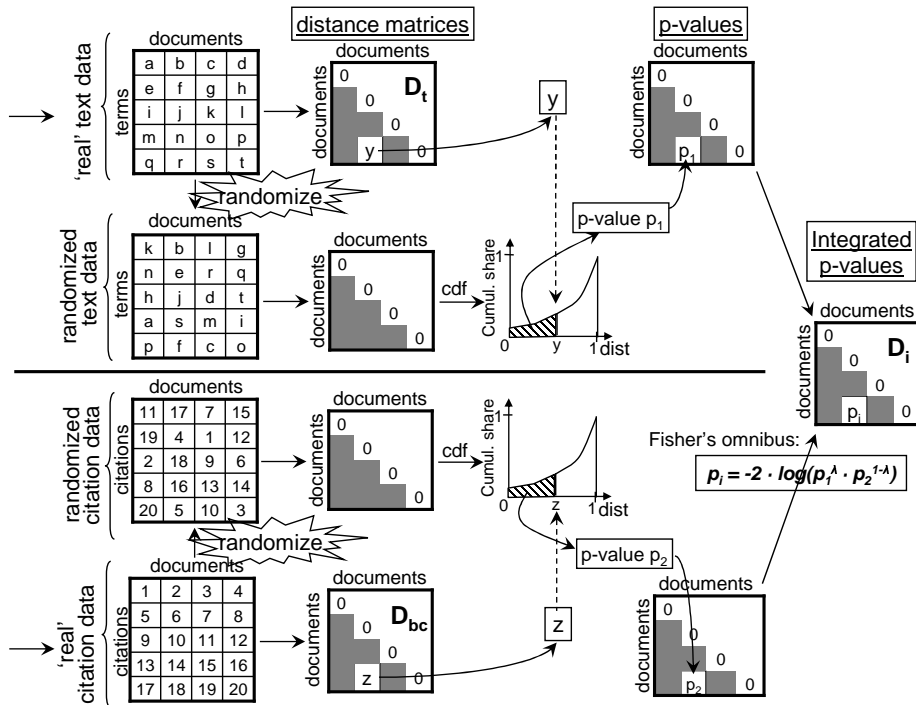 distance matrices
p-values
'real' text data
terms
documents
a b c d
e f g h
i j k l
m n o p
q r s t
documents
documents
0
0
0
0
D_t
y
y
documents
documents
0
0
0
0
p_1
randomize
randomized text data
terms
documents
k b l g
n e r q
h j d t
a s m i
p f c o
documents
documents
0
0
0
0
cdf
Cumul. share
1
0
y
1
dist
p-value p_1
Integrated p-values
documents
documents
0
0
0
0
D_i
p_i
Fisher's omnibus:
p_i = -2 · log(p_1^λ · p_2^{1-λ})
randomized citation data
citations
documents
11 17 7 15
19 4 1 12
2 18 9 6
8 16 13 14
20 5 10 3
documents
documents
0
0
0
0
cdf
Cumul. share
1
0
z
1
dist
p-value p_2
randomize
'real' citation data
citations
documents
1 2 3 4
5 6 7 8
9 10 11 12
13 14 15 16
17 18 19 20
documents
documents
0
0
0
0
D_bc
z
z
documents
documents
0
0
0
0
p_2